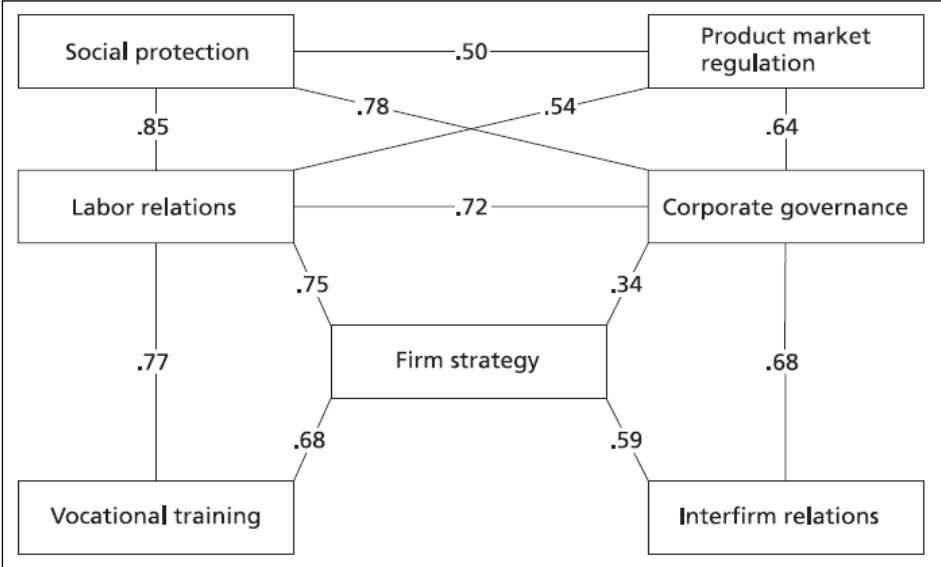 Social protection
.50
Product market
regulation
.78
.54
.85
.64
Labor relations
.72
Corporate governance
.75
.34
.77
Firm strategy
.68
.68
.59
Vocational training
Interfirm relations